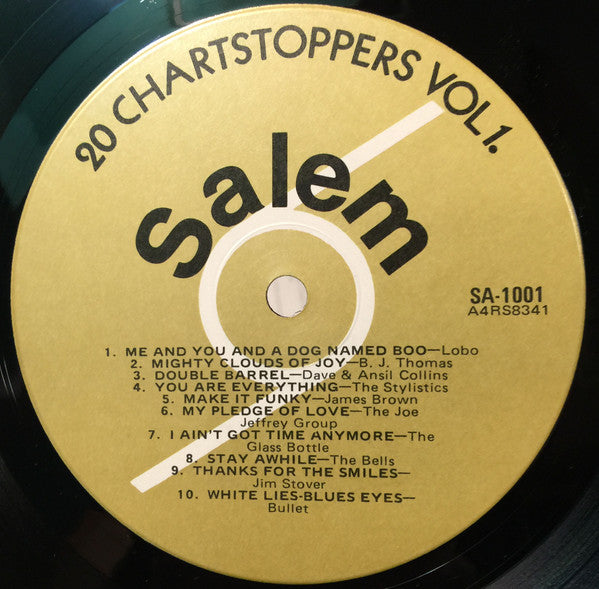 20 CHARTSTOPPERS VOL 1.
Salem
SA-1001
A4RS8341
1. ME AND YOU AND A DOG NAMED BOO—Lobo
2. MIGHTY CLOUDS OF JOY—B. J. Thomas
3. DOUBLE BARREL—Dave & Ansil Collins
4. YOU ARE EVERYTHING—The Stylistics
5. MAKE IT FUNKY—James Brown
6. MY PLEDGE OF LOVE—The Joe
Jeffrey Group
7. I AIN'T GOT TIME ANYMORE—The
Glass Bottle
8. STAY AWHILE—The Bells
9. THANKS FOR THE SMILES—
Jim Stover
10. WHITE LIES-BLUES EYES—
Bullet